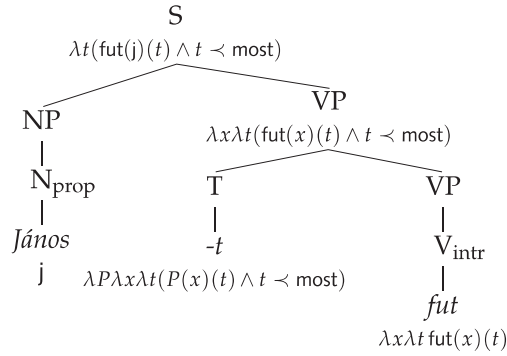 S
λt(fut(j)(t) ∧ t ≺ most)
NP VP
λxλt(fut(x)(t) ∧ t ≺ most)
N_prop T VP
János -t V_intr
j λPλxλt(P(x)(t) ∧ t ≺ most)
fut
λxλt fut(x)(t)